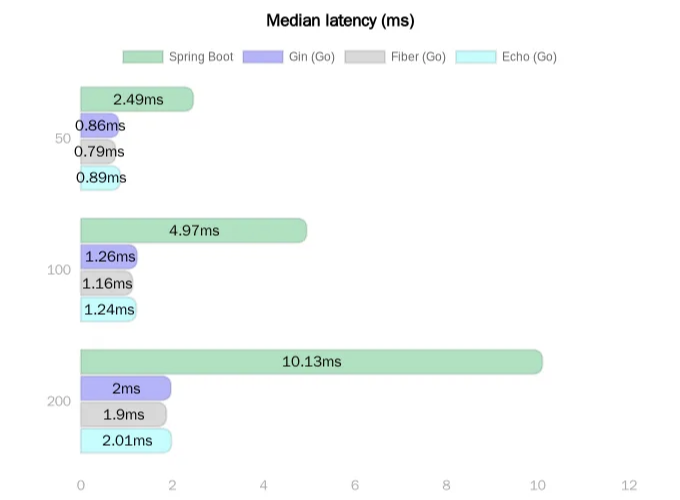 Median latency (ms)
Spring Boot Gin (Go) Fiber (Go) Echo (Go)
2.49ms
0.86ms
50
0.79ms
0.89ms
4.97ms
1.26ms
100
1.16ms
1.24ms
10.13ms
2ms
200
1.9ms
2.01ms
0 2 4 6 8 10 12